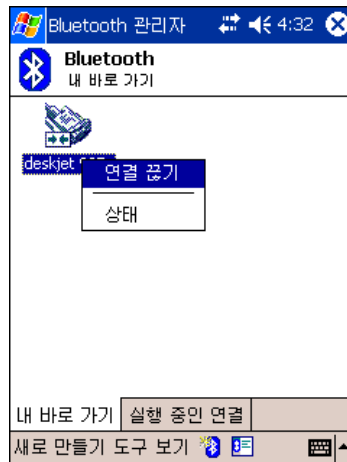 Bluetooth 관리자 4:32
Bluetooth
내 바로 가기
deskjet
연결 끊기
상태
내 바로 가기 실행 중인 연결
새로 만들기 도구 보기